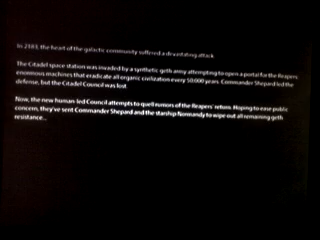 In 2183, the heart of the galactic community suffered a devastating attack.
The Citadel space station was invaded by a synthetic geth army attempting to open a portal for the Reapers:
enormous machines that eradicate all organic civilization every 50,000 years. Commander Shepard led the
defense, but the Citadel Council was lost.
Now, the new human-led Council attempts to quell rumors of the Reapers' return. Hoping to ease public
concern, they've sent Commander Shepard and the starship Normandy to wipe out all remaining geth
resistance...